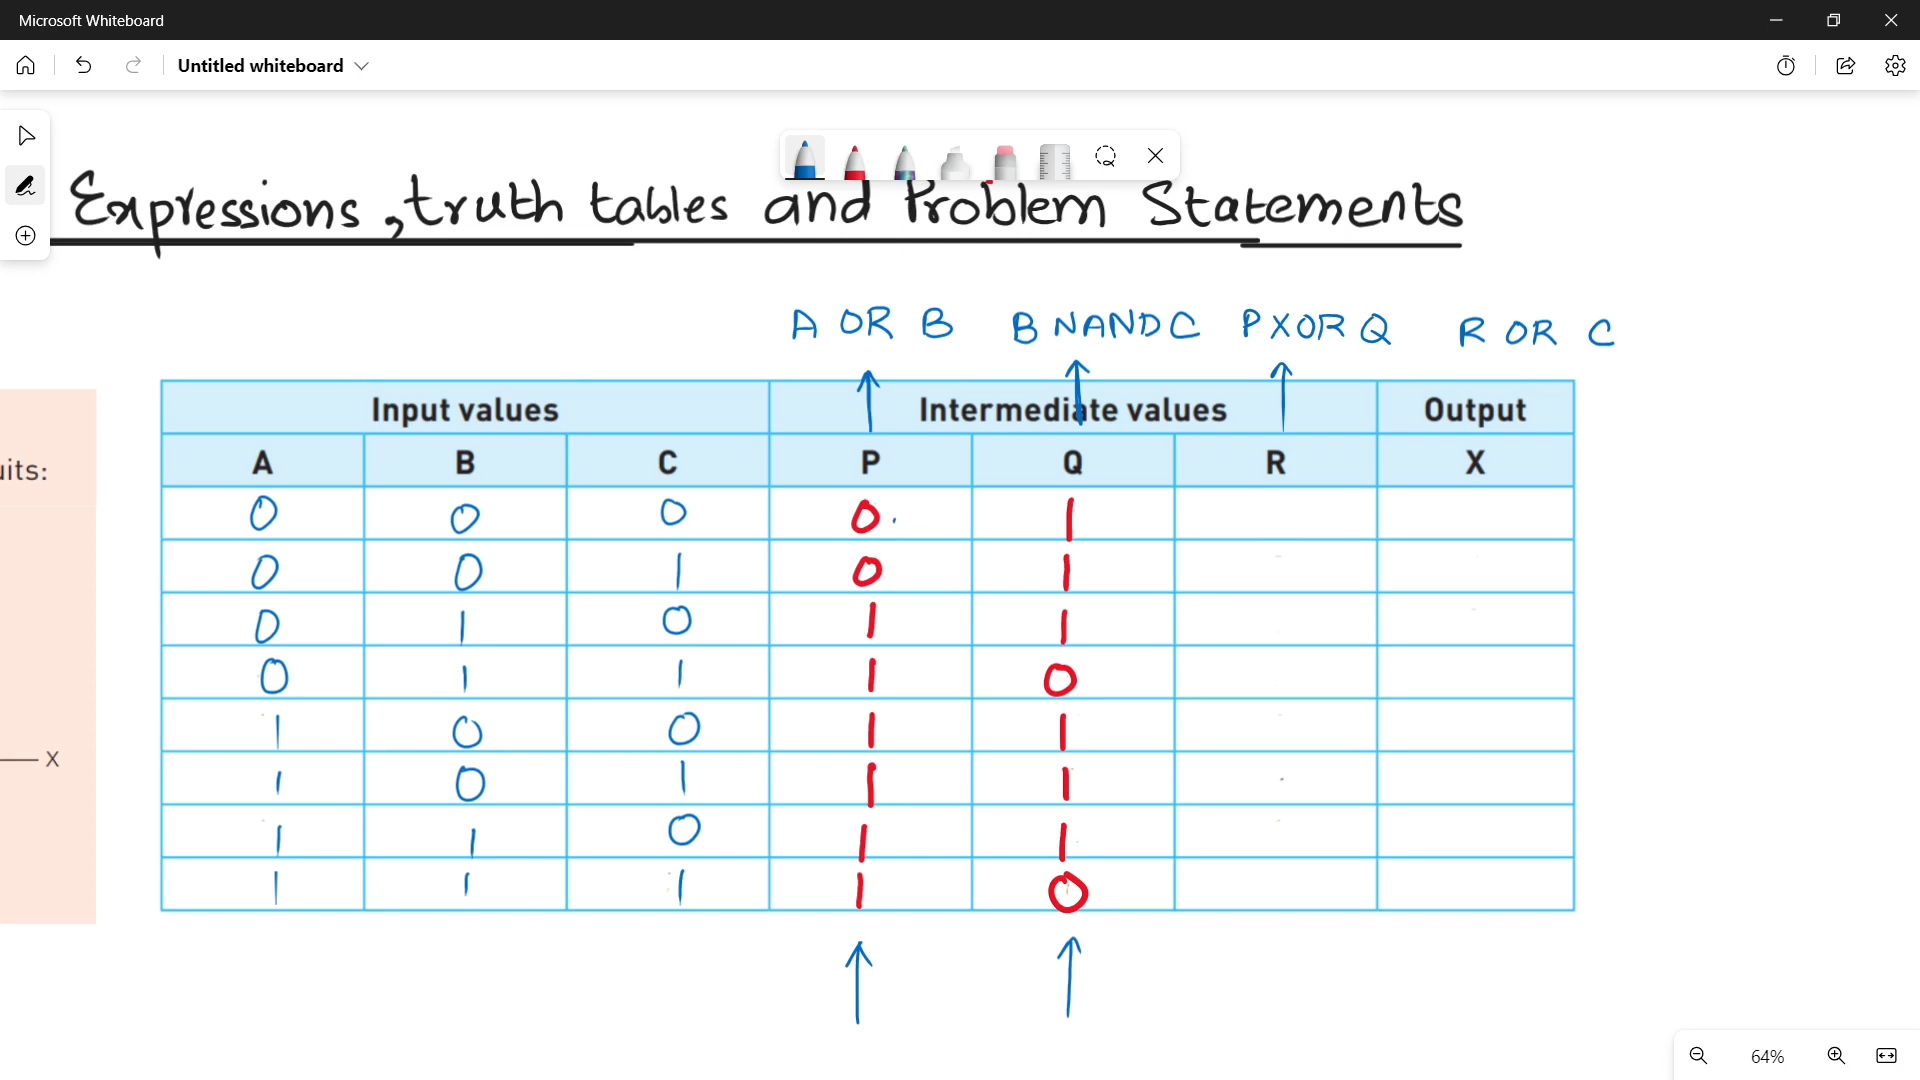 Microsoft Whiteboard
Untitled whiteboard
Expressions, truth tables and Problem Statements
A OR B B NAND C P XOR Q R OR C
Input values Intermediate values Output
A B C P Q R X
0 0 0 0 1
0 0 1 0 1
0 1 0 1 1
0 1 1 1 0
1 0 0 1 1
1 0 1 1 1
1 1 0 1 1
1 1 1 1 0
uits:
X
64%